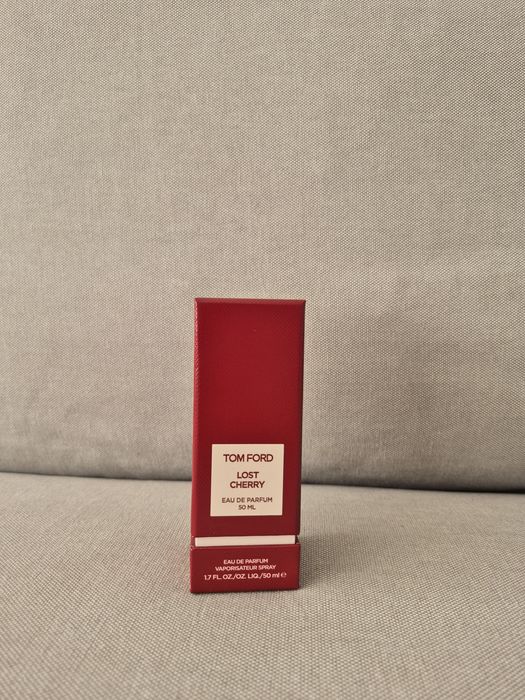 TOM FORD
LOST
CHERRY
EAU DE PARFUM
50 ML
EAU DE PARFUM
VAPORISATEUR SPRAY
1.7 FL. OZ./OZ. LIQ./50 ml ℮